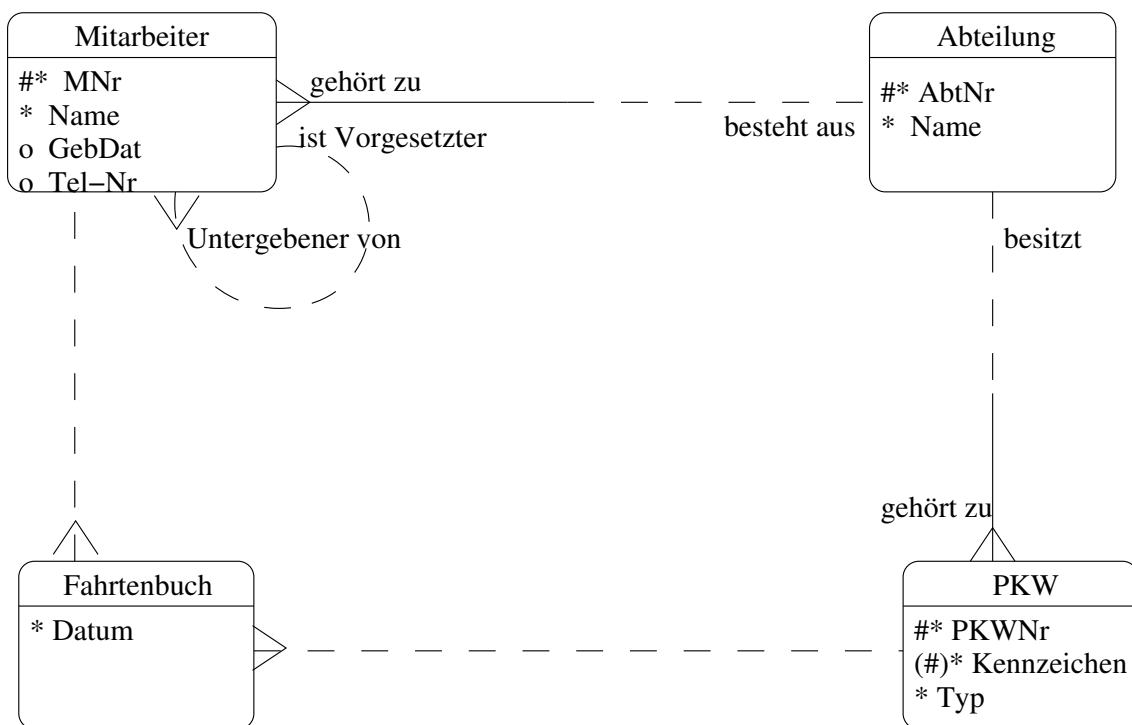 Mitarbeiter
#* MNr
* Name
o GebDat
o Tel−Nr
gehört zu
ist Vorgesetzter
Untergebener von
besteht aus
Abteilung
#* AbtNr
* Name
besitzt
gehört zu
Fahrtenbuch
* Datum
PKW
#* PKWNr
(#)* Kennzeichen
* Typ